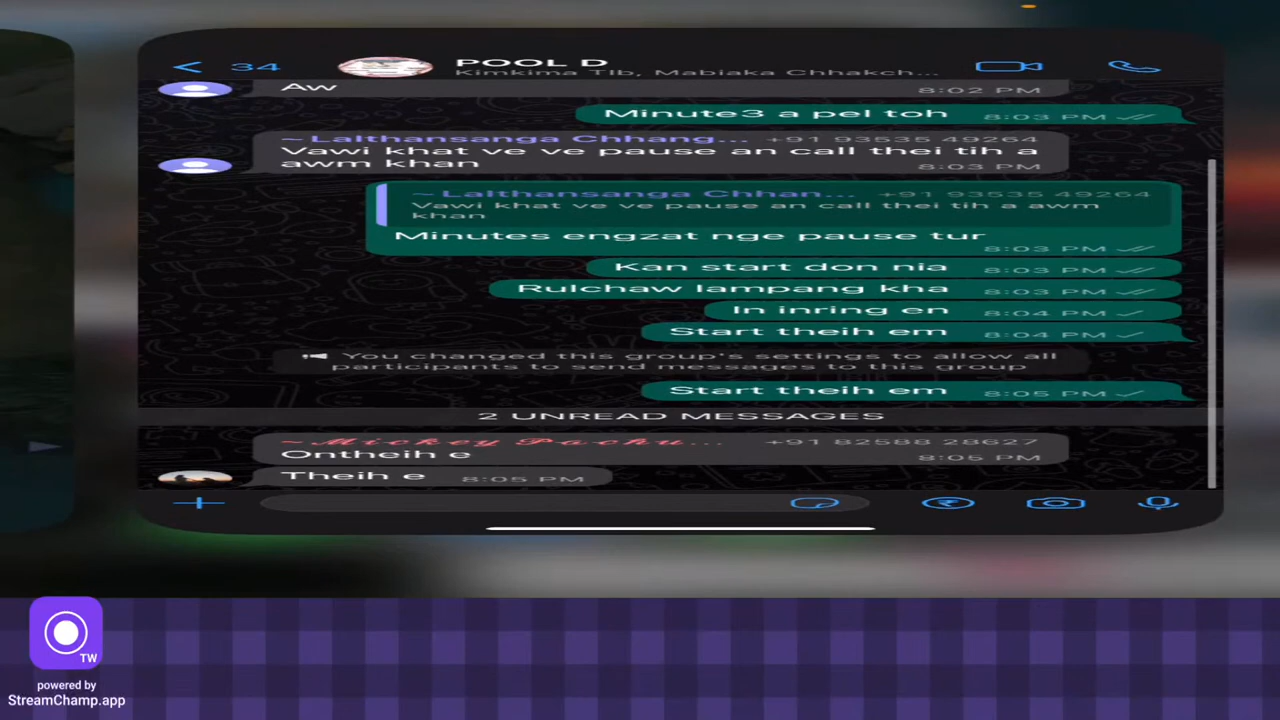 34
POOL D
Kimkima Tlb, Mabiaka Chhakch...
Aw
8:02 PM
Minute3 a pel toh 8:03 PM
~Lalthansanga Chhang... +91 93535 49264
Vawi khat ve ve pause an call thei tih a
awm khan
8:03 PM
~Lalthansanga Chhan... +91 93535 49264
Vawi khat ve ve pause an call thei tih a awm
khan
Minutes engzat nge pause tur
8:03 PM
Kan start don nia 8:03 PM
Rulchaw lampang kha 8:03 PM
In inring en 8:04 PM
Start theih em 8:04 PM
You changed this group's settings to allow all
participants to send messages to this group
Start theih em 8:05 PM
2 UNREAD MESSAGES
~Mickey Pachu... +91 82588 28627
Ontheih e
8:05 PM
Theih e 8:05 PM
TW
powered by
StreamChamp.app